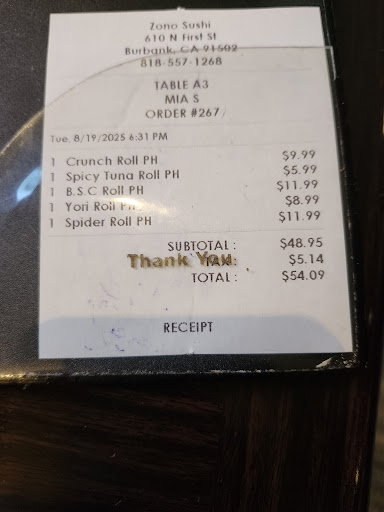 Zono Sushi
610 N First St
Burbank, CA 91502
818-557-1268
TABLE A3
MIA S
ORDER #267
Tue, 8/19/2025 6:31 PM
1 Crunch Roll PH $9.99
1 Spicy Tuna Roll PH $5.99
1 B.S.C Roll PH $11.99
1 Yori Roll PH $8.99
1 Spider Roll PH $11.99
SUBTOTAL : $48.95
Thank You
TAX: $5.14
TOTAL : $54.09
RECEIPT